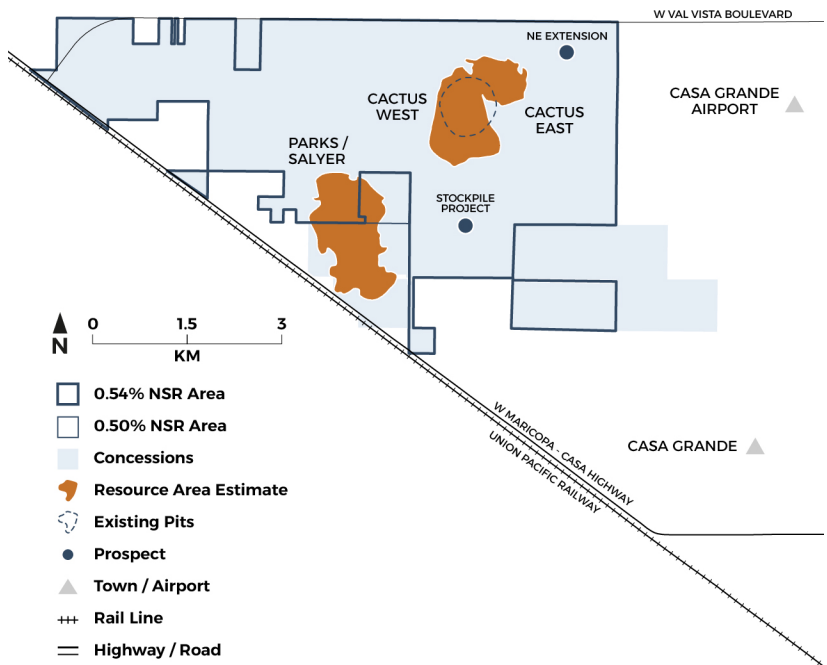 W VAL VISTA BOULEVARD
NE EXTENSION
CASA GRANDE
AIRPORT
CACTUS
WEST
CACTUS
EAST
PARKS /
SALYER
STOCKPILE
PROJECT
N
0 1.5 3
KM
0.54% NSR Area
0.50% NSR Area
Concessions
Resource Area Estimate
Existing Pits
Prospect
Town / Airport
Rail Line
Highway / Road
W MARICOPA - CASA HIGHWAY
UNION PACIFIC RAILWAY
CASA GRANDE